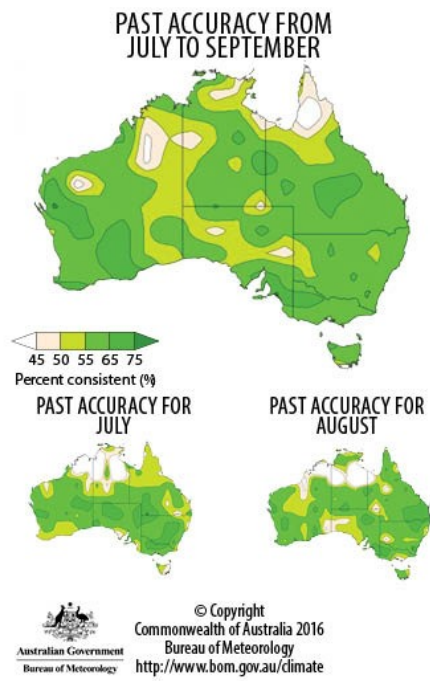 PAST ACCURACY FROM
JULY TO SEPTEMBER
45 50 55 65 75
Percent consistent (%)
PAST ACCURACY FOR
JULY
PAST ACCURACY FOR
AUGUST
Australian Government
Bureau of Meteorology
© Copyright
Commonwealth of Australia 2016
Bureau of Meteorology
http://www.bom.gov.au/climate